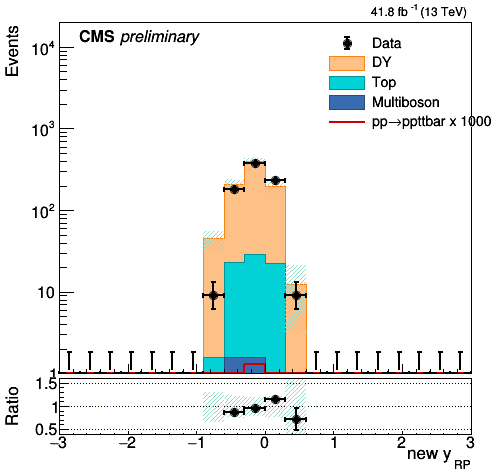 41.8 fb⁻¹ (13 TeV)
CMS preliminary
Events
Data
DY
Top
Multiboson
pp→ppttbar x 1000
10⁴
10³
10²
10
1
Ratio
1.5
1
0.5
−3 −2 −1 0 1 2 3
new y RP